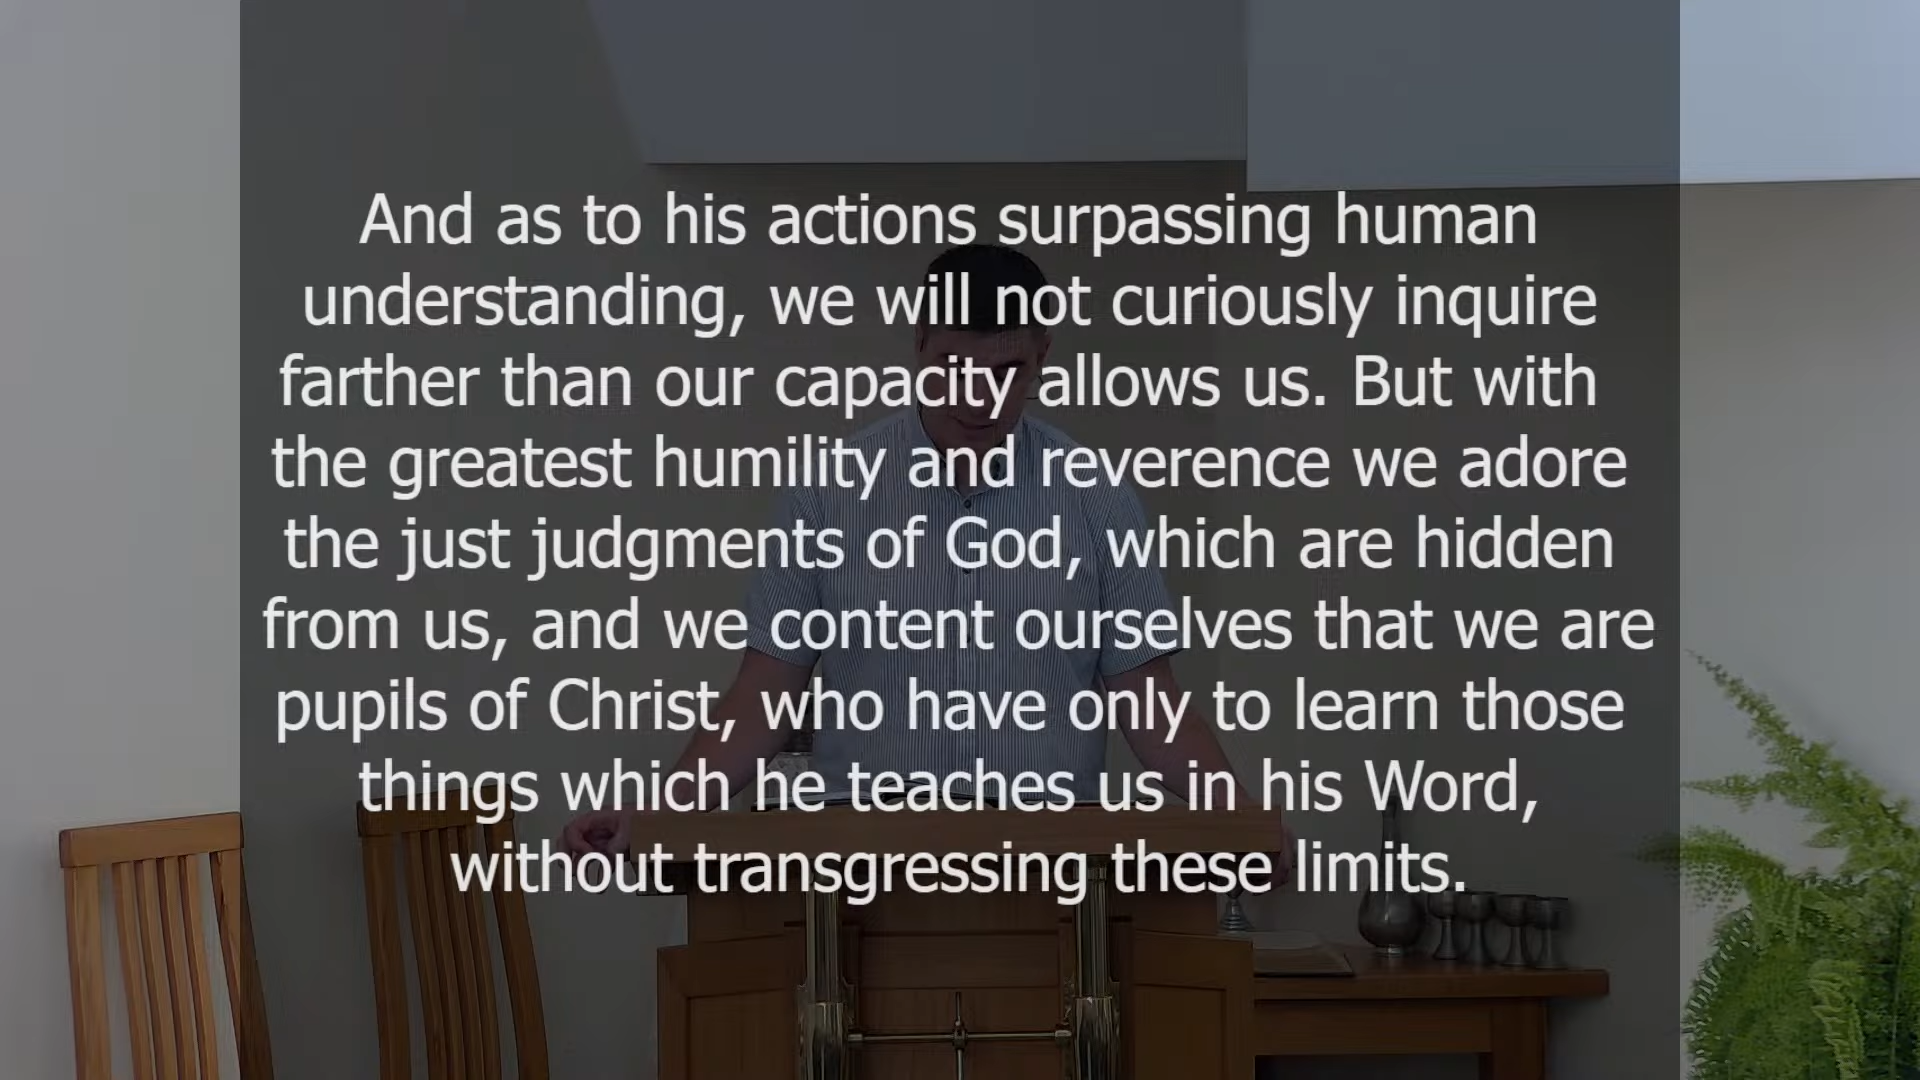 And as to his actions surpassing human
understanding, we will not curiously inquire
farther than our capacity allows us. But with
the greatest humility and reverence we adore
the just judgments of God, which are hidden
from us, and we content ourselves that we are
pupils of Christ, who have only to learn those
things which he teaches us in his Word,
without transgressing these limits.